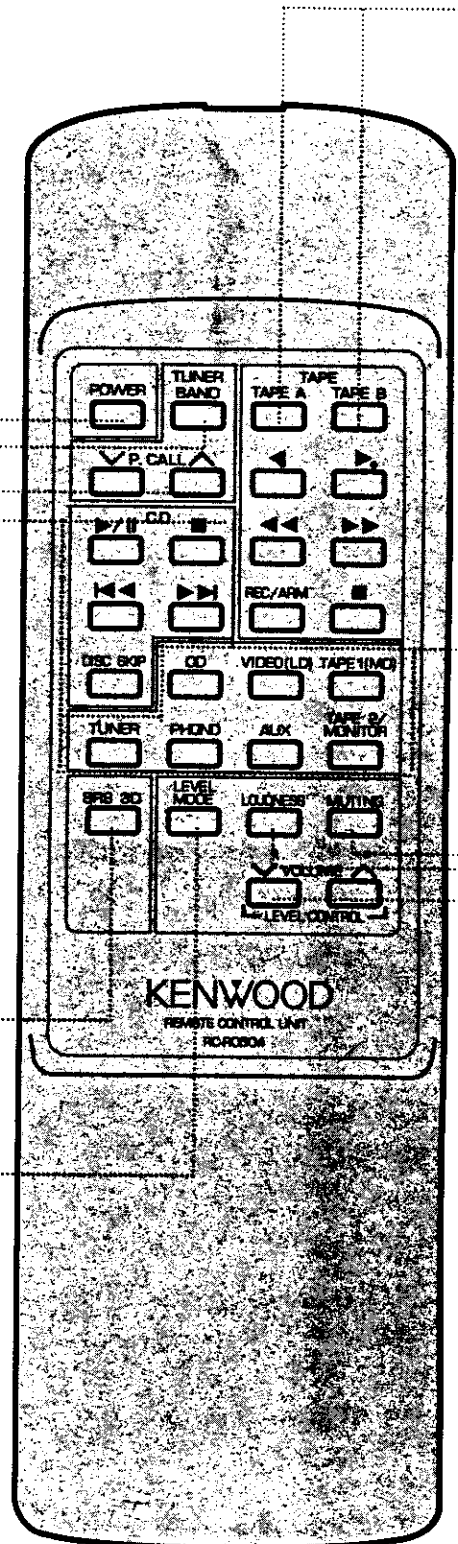 TAPE
POWER TUNER BAND TAPE A TAPE B
P. CALL
CD
REC/ARM
DISC SKIP CD VIDEO(LD) TAPE 1(MD)
TUNER PHONO AUX TAPE 2/ MONITOR
SRS 3D LEVEL MODE LOUDNESS MUTING
VOLUME
LEVEL CONTROL
KENWOOD
REMOTE CONTROL UNIT